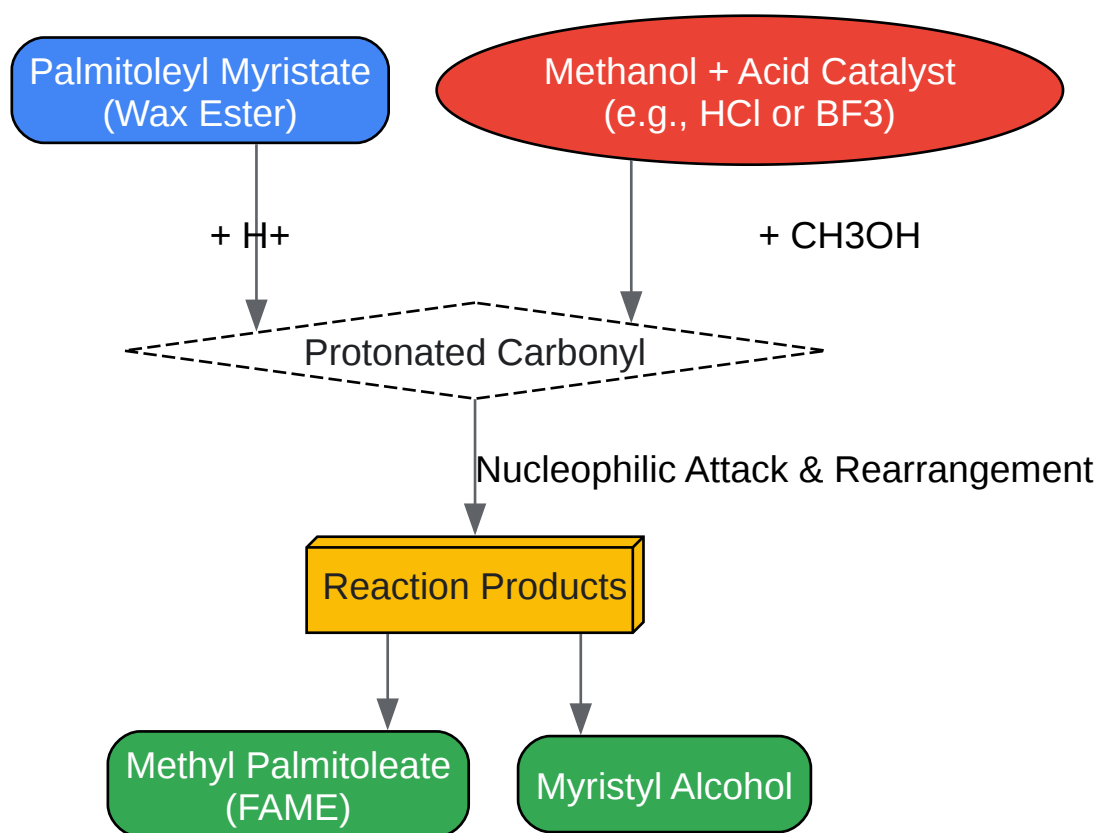 Palmitoleyl Myristate
(Wax Ester)
Methanol + Acid Catalyst
(e.g., HCl or BF3)
+ H+
+ CH3OH
Protonated Carbonyl
Nucleophilic Attack & Rearrangement
Reaction Products
Methyl Palmitoleate
(FAME)
Myristyl Alcohol